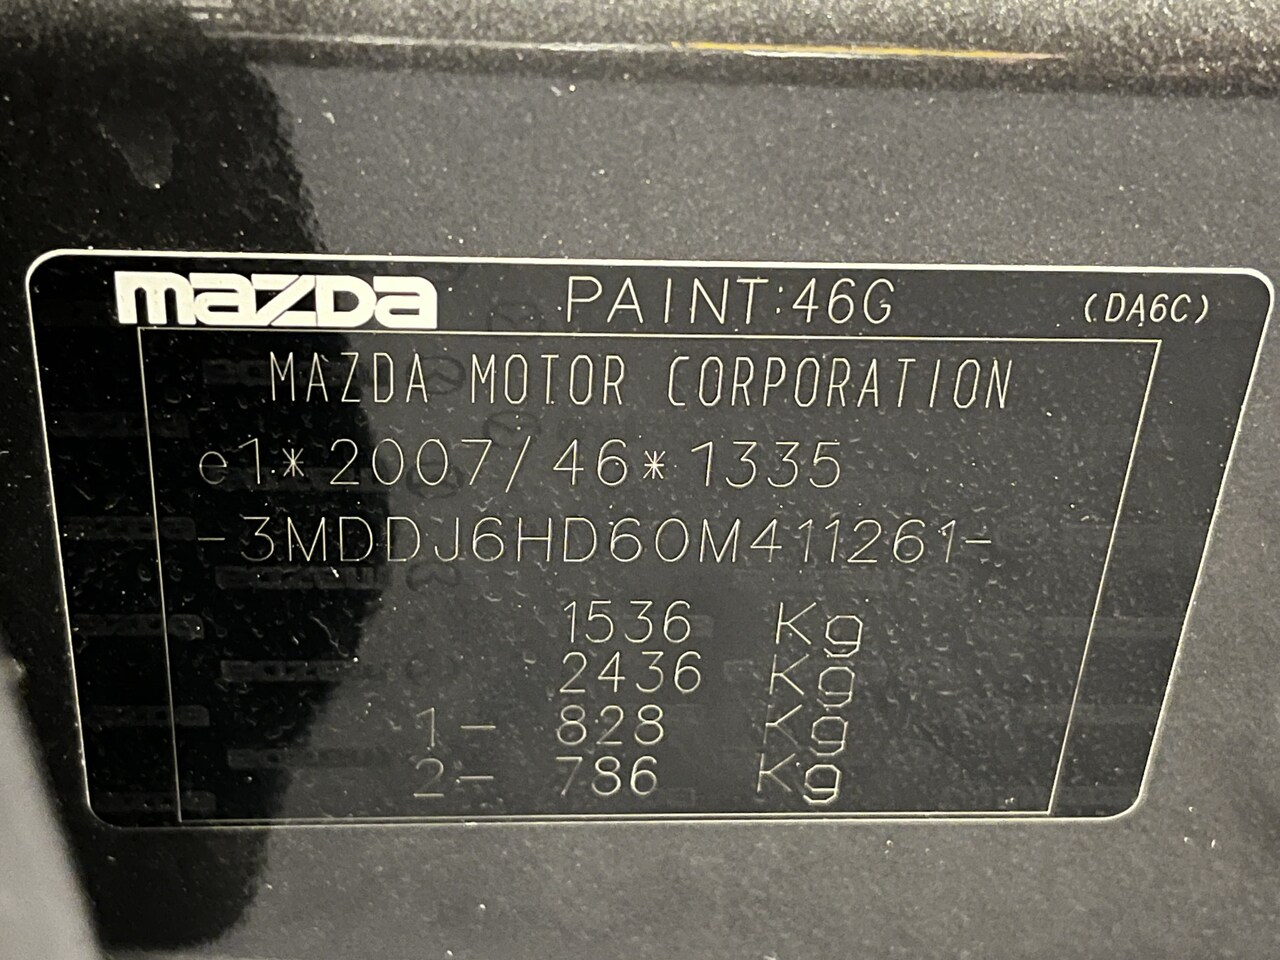 mazda PAINT:46G (DA6C)
MAZDA MOTOR CORPORATION
e1*2007/46*1335
-3MDDJ6HD60M411261-
1536 Kg
2436 Kg
1- 828 Kg
2- 786 Kg